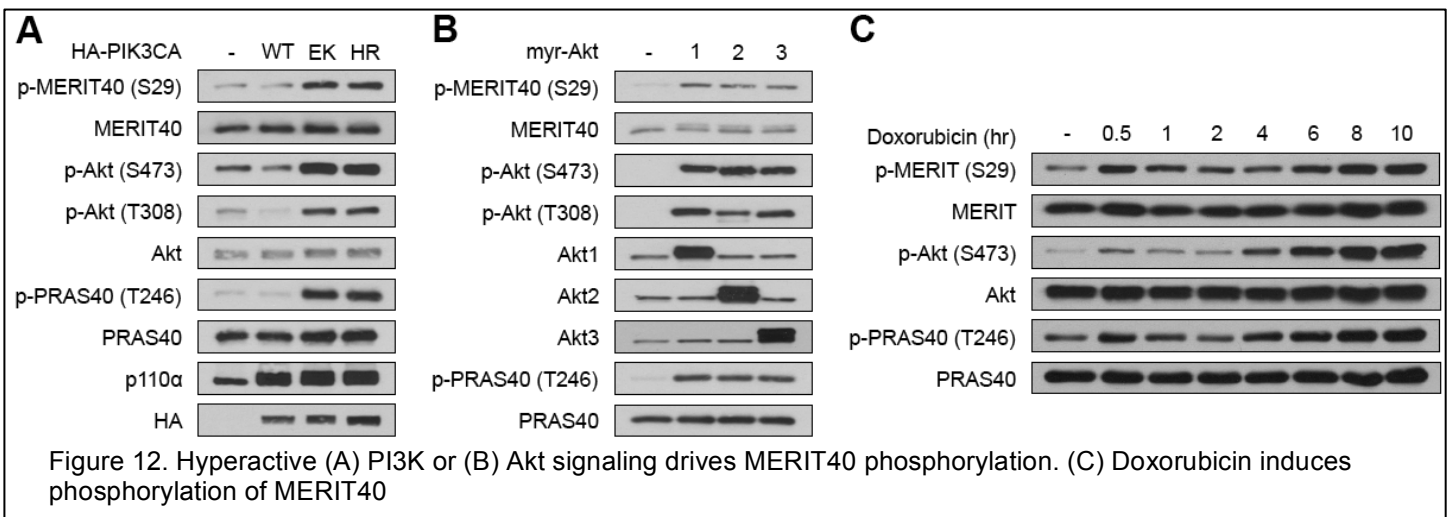 A
HA-PIK3CA - WT EK HR
p-MERIT40 (S29)
MERIT40
p-Akt (S473)
p-Akt (T308)
Akt
p-PRAS40 (T246)
PRAS40
p110α
HA
B
myr-Akt - 1 2 3
p-MERIT40 (S29)
MERIT40
p-Akt (S473)
p-Akt (T308)
Akt1
Akt2
Akt3
p-PRAS40 (T246)
PRAS40
C
Doxorubicin (hr) - 0.5 1 2 4 6 8 10
p-MERIT (S29)
MERIT
p-Akt (S473)
Akt
p-PRAS40 (T246)
PRAS40
Figure 12. Hyperactive (A) PI3K or (B) Akt signaling drives MERIT40 phosphorylation. (C) Doxorubicin induces
phosphorylation of MERIT40